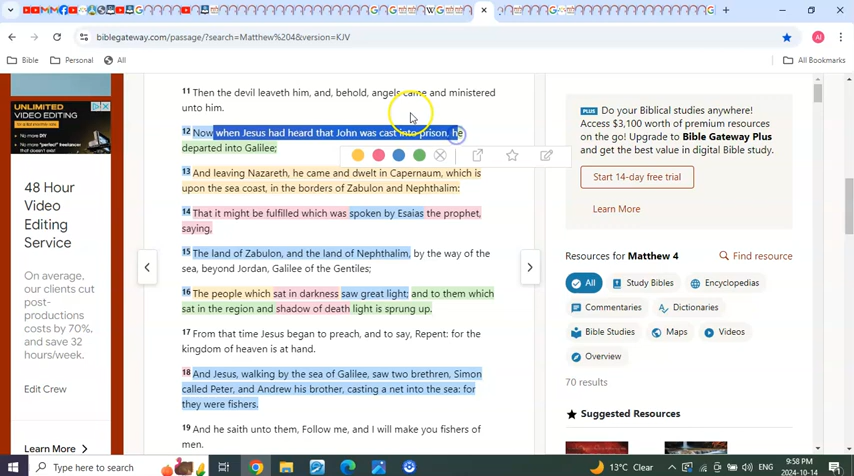 biblegateway.com/passage/?search=Matthew%204&version=KJV
Bible
Personal
All
All Bookmarks
UNLIMITED
VIDEO EDITING
48 Hour
Video
Editing
Service
On average,
our clients cut
post-
productions
costs by 70%,
and save 32
hours/week.
Edit Crew
Learn More
11 Then the devil leaveth him, and, behold, angels came and ministered
unto him.
12 Now when Jesus had heard that John was cast into prison, he
departed into Galilee;
13 And leaving Nazareth, he came and dwelt in Capernaum, which is
upon the sea coast, in the borders of Zabulon and Nephthalim:
14 That it might be fulfilled which was spoken by Esaias the prophet,
saying,
15 The land of Zabulon, and the land of Nephthalim, by the way of the
sea, beyond Jordan, Galilee of the Gentiles;
16 The people which sat in darkness saw great light; and to them which
sat in the region and shadow of death light is sprung up.
17 From that time Jesus began to preach, and to say, Repent: for the
kingdom of heaven is at hand.
18 And Jesus, walking by the sea of Galilee, saw two brethren, Simon
called Peter, and Andrew his brother, casting a net into the sea: for
they were fishers.
19 And he saith unto them, Follow me, and I will make you fishers of
men.
PLUS Do your Biblical studies anywhere!
Access $3,100 worth of premium resources
on the go! Upgrade to Bible Gateway Plus
and get the best value in digital Bible study.
Start 14-day free trial
Learn More
Resources for Matthew 4
Find resource
All
Study Bibles
Encyclopedias
Commentaries
Dictionaries
Bible Studies
Maps
Videos
Overview
70 results
Suggested Resources
Type here to search
13°C Clear
ENG
9:58 PM
2024-10-14